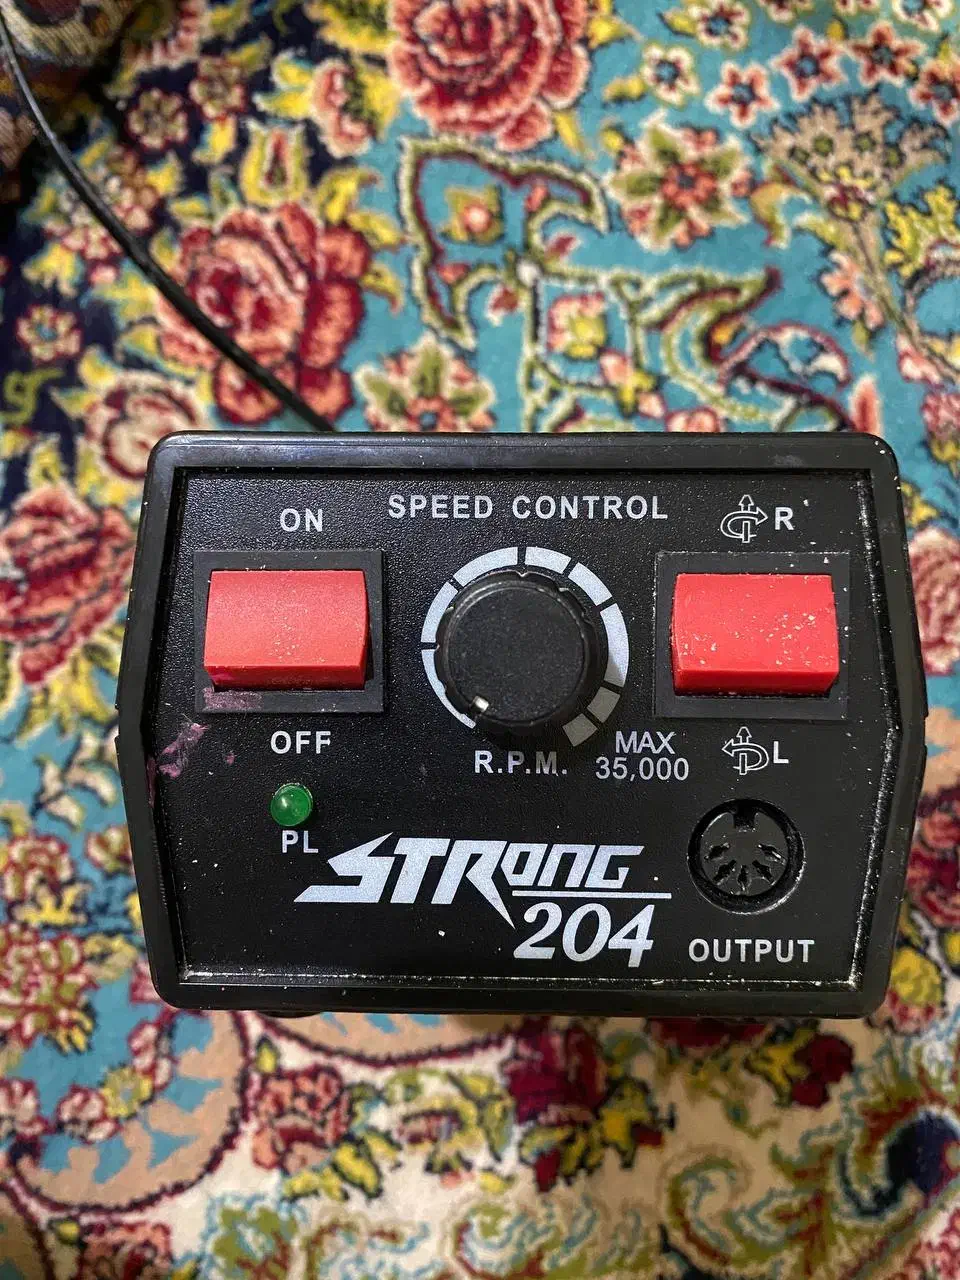 ON
SPEED CONTROL
R
OFF
R.P.M.
MAX
35,000
L
PL
STRONG
204
OUTPUT